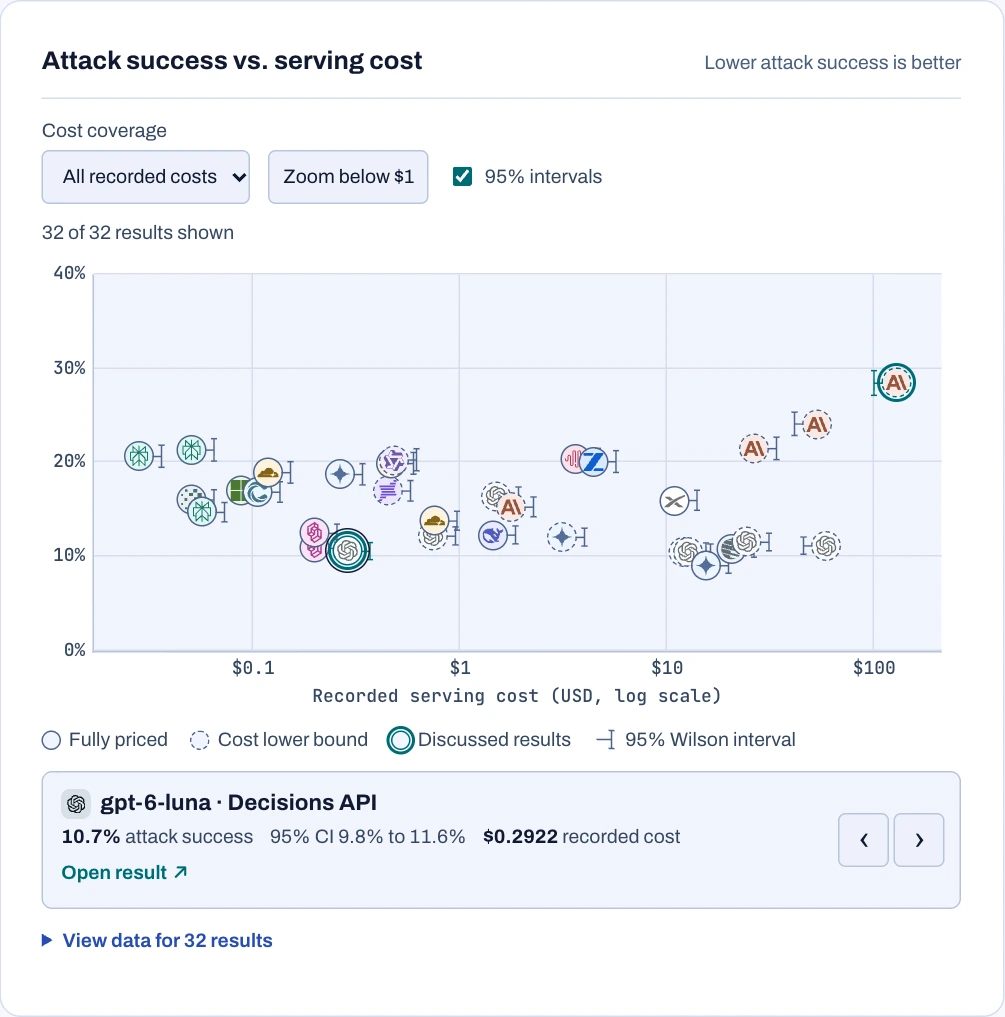 Attack success vs. serving cost
Lower attack success is better
Cost coverage
All recorded costs
Zoom below $1
95% intervals
32 of 32 results shown
40%
30%
20%
10%
0%
$0.1
$1
$10
$100
Recorded serving cost (USD, log scale)
Fully priced
Cost lower bound
Discussed results
95% Wilson interval
gpt-6-luna · Decisions API
10.7% attack success 95% CI 9.8% to 11.6% $0.2922 recorded cost
Open result ↗
View data for 32 results